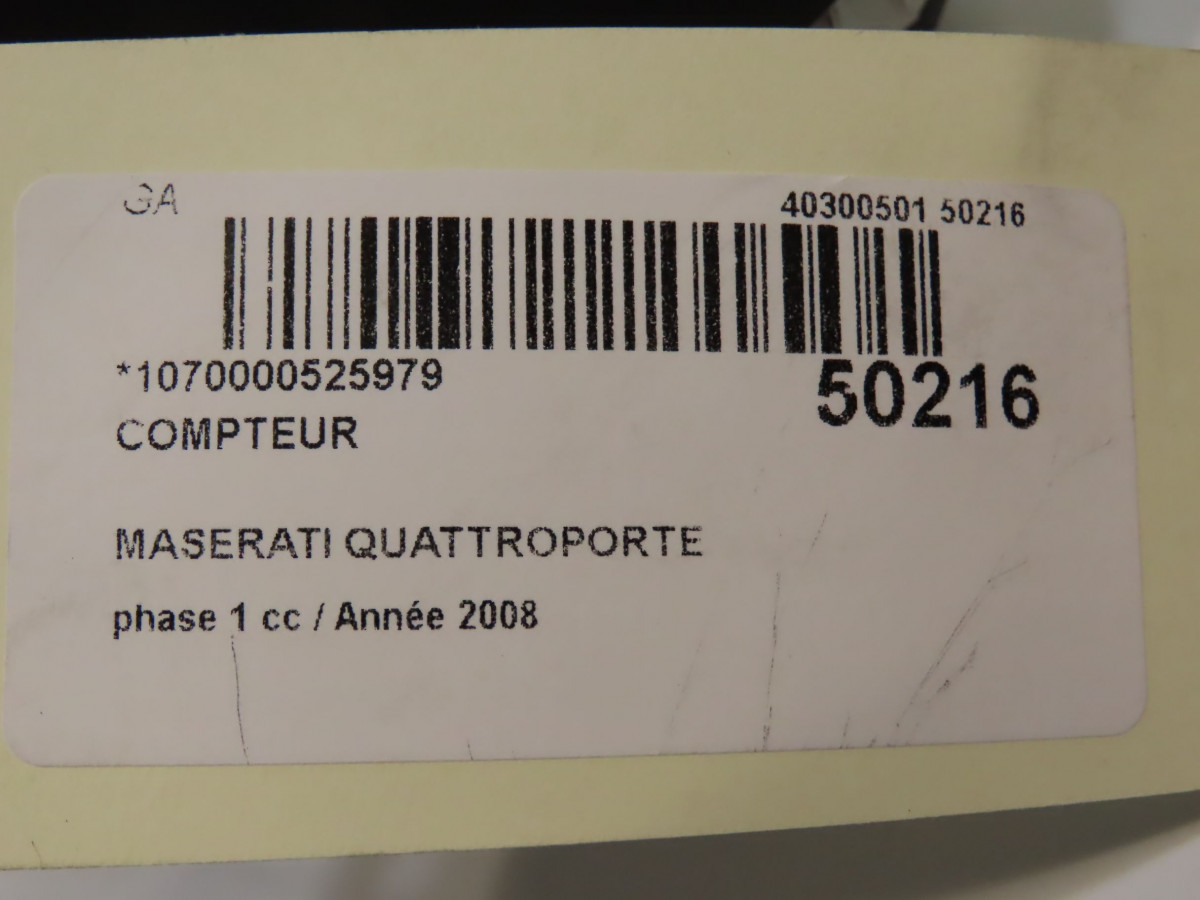 GA
40300501 50216
*1070000525979
50216
COMPTEUR
MASERATI QUATTROPORTE
phase 1 cc / Année 2008